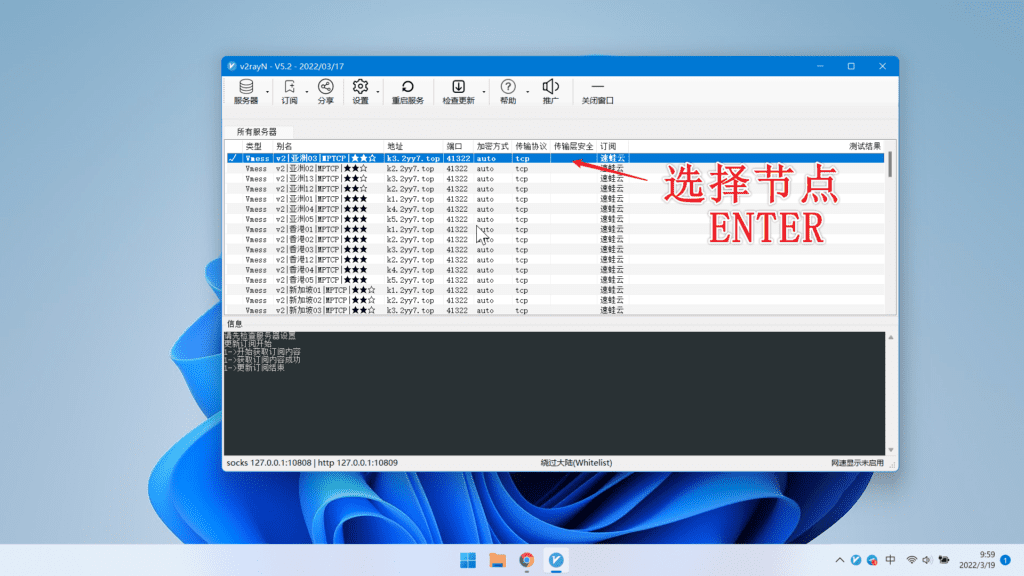 v2rayN - V5.2 - 2022/03/17
服务器 订阅 分享 设置 重启服务 检查更新 帮助 推广 关闭窗口
所有服务器
类型 别名 地址 端口 加密方式 传输协议 传输层安全 订阅 测试结果
Vmess v2|亚洲03|MPTCP|★★☆ k3.2yy7.top 41322 auto tcp 速蛙云
Vmess v2|亚洲02|MPTCP|★★☆ k2.2yy7.top 41322 auto tcp 速蛙云
Vmess v2|亚洲13|MPTCP|★★☆ k3.2yy7.top 41322 auto tcp 速蛙云
Vmess v2|亚洲12|MPTCP|★★☆ k2.2yy7.top 41322 auto tcp 速蛙云
Vmess v2|亚洲01|MPTCP|★★★ k1.2yy7.top 41322 auto tcp 速蛙云
Vmess v2|亚洲04|MPTCP|★★★ k4.2yy7.top 41322 auto tcp 速蛙云
Vmess v2|亚洲05|MPTCP|★★★ k5.2yy7.top 41322 auto tcp 速蛙云
Vmess v2|香港01|MPTCP|★★★ k1.2yy7.top 41322 auto tcp 速蛙云
Vmess v2|香港02|MPTCP|★★★ k2.2yy7.top 41322 auto tcp 速蛙云
Vmess v2|香港03|MPTCP|★★★ k3.2yy7.top 41322 auto tcp 速蛙云
Vmess v2|香港12|MPTCP|★★★ k2.2yy7.top 41322 auto tcp 速蛙云
Vmess v2|香港04|MPTCP|★★★ k4.2yy7.top 41322 auto tcp 速蛙云
Vmess v2|香港05|MPTCP|★★★ k5.2yy7.top 41322 auto tcp 速蛙云
Vmess v2|新加坡01|MPTCP|★★☆ k1.2yy7.top 41322 auto tcp 速蛙云
Vmess v2|新加坡02|MPTCP|★★☆ k2.2yy7.top 41322 auto tcp 速蛙云
Vmess v2|新加坡03|MPTCP|★★☆ k3.2yy7.top 41322 auto tcp 速蛙云
选择节点
ENTER
信息
请先检查服务器设置
更新订阅开始
1->开始获取订阅内容
1->获取订阅内容成功
1->更新订阅结束
socks 127.0.0.1:10808 | http 127.0.0.1:10809 绕过大陆(Whitelist) 网速显示未启用
中 9:59
2022/3/19 1